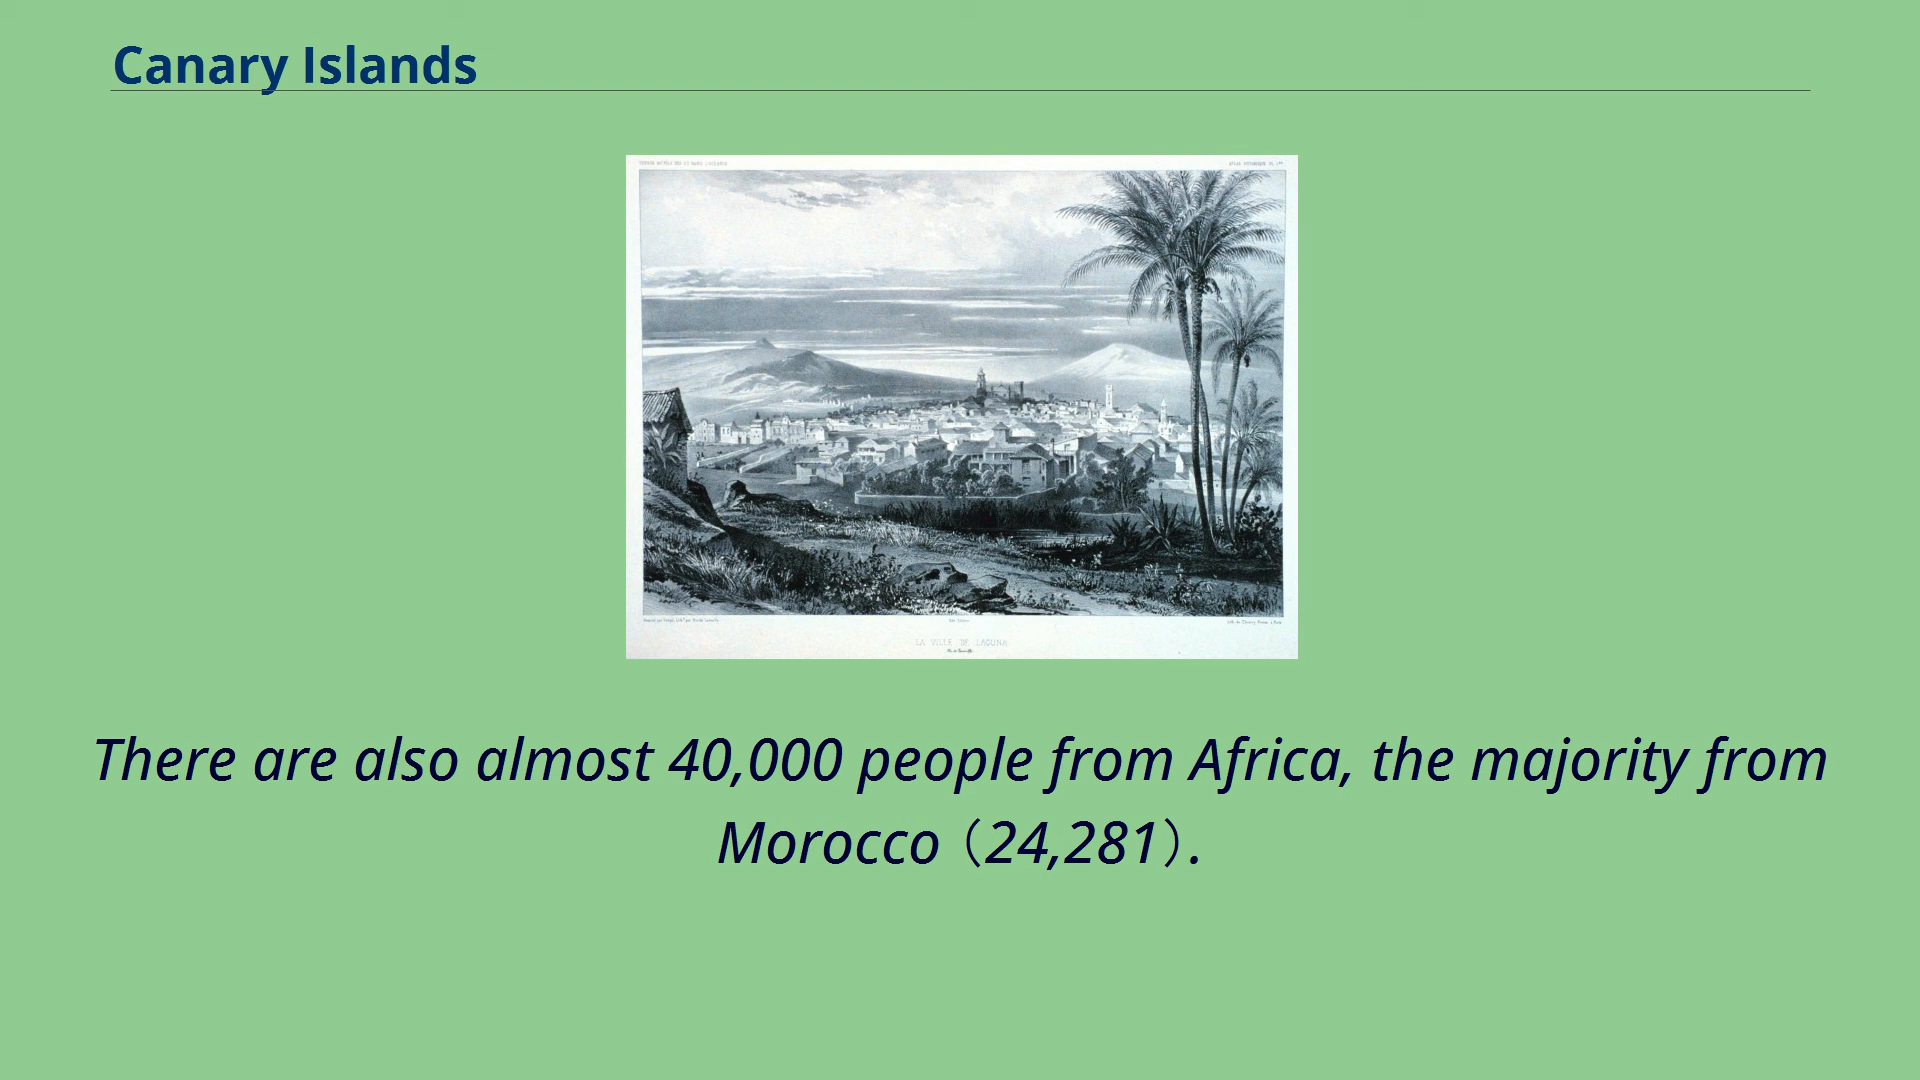 Canary Islands
LA VILLE DE LAGUNA
There are also almost 40,000 people from Africa, the majority from
Morocco（24,281）.